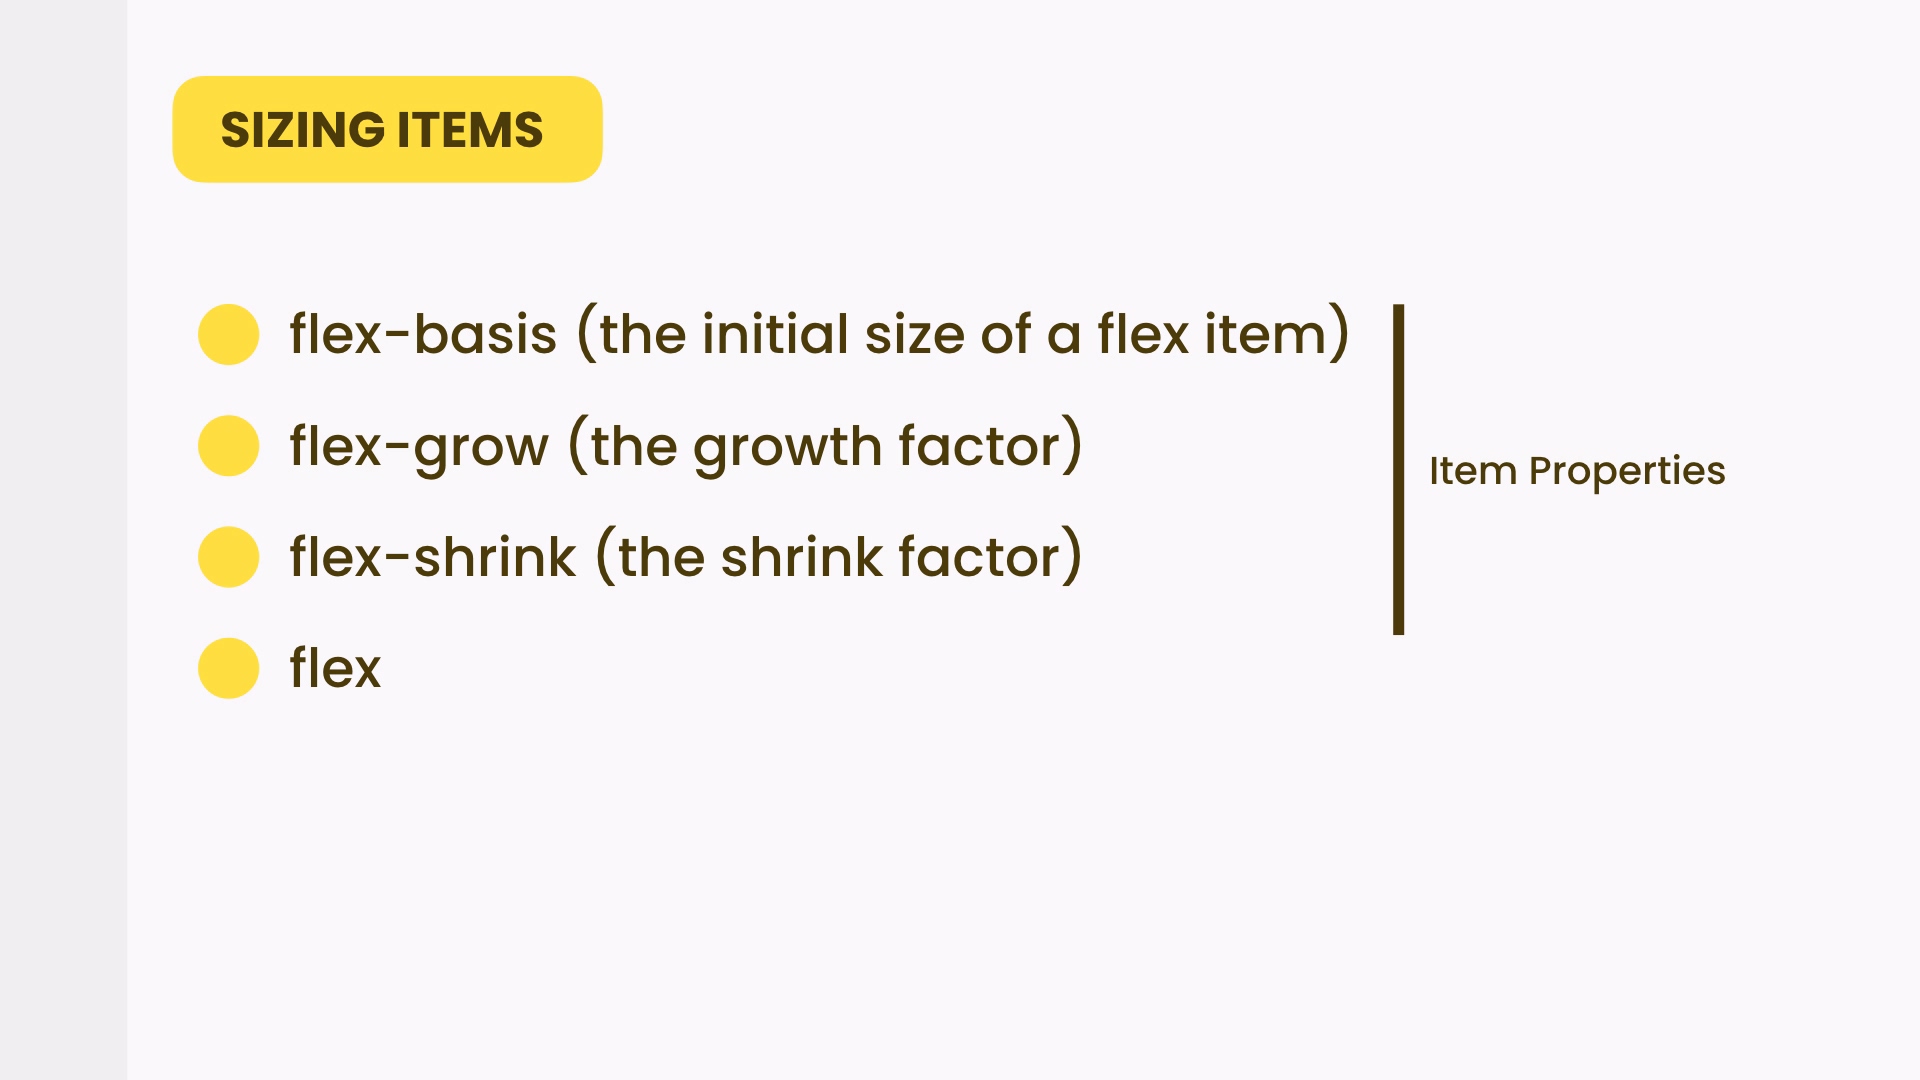 SIZING ITEMS
flex-basis (the initial size of a flex item)
flex-grow (the growth factor)
flex-shrink (the shrink factor)
flex
Item Properties